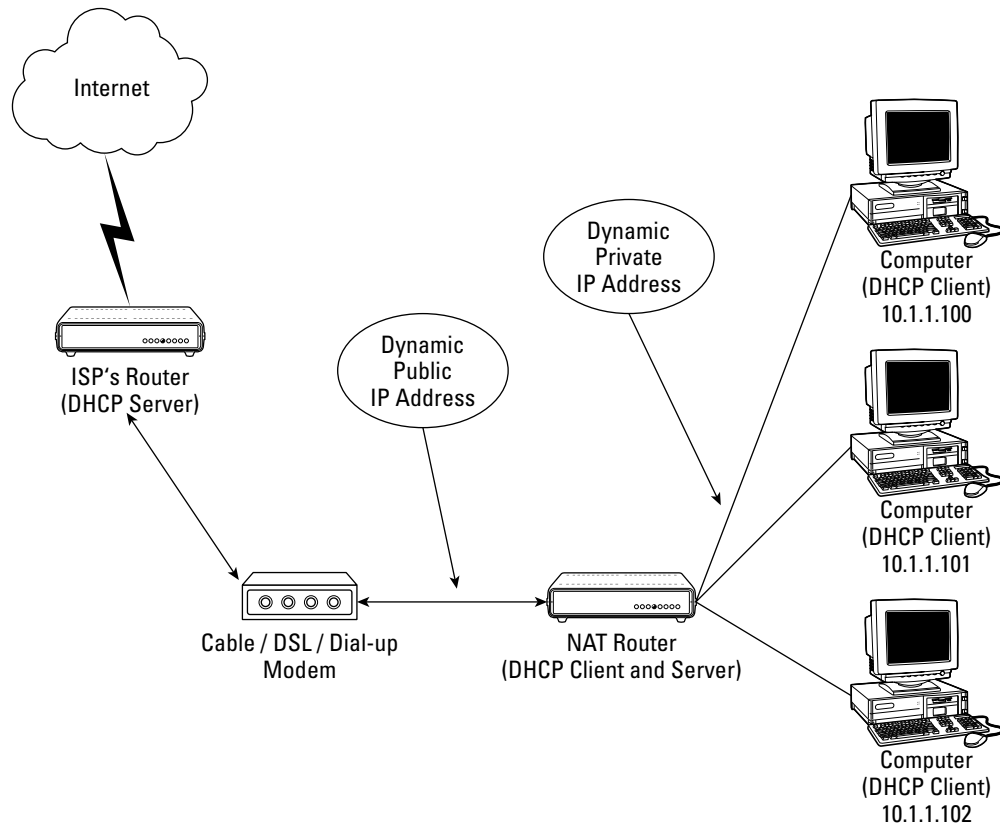 Internet
ISP‘s Router
(DHCP Server)
Dynamic
Public
IP Address
Dynamic
Private
IP Address
Cable / DSL / Dial-up
Modem
NAT Router
(DHCP Client and Server)
Computer
(DHCP Client)
10.1.1.100
Computer
(DHCP Client)
10.1.1.101
Computer
(DHCP Client)
10.1.1.102